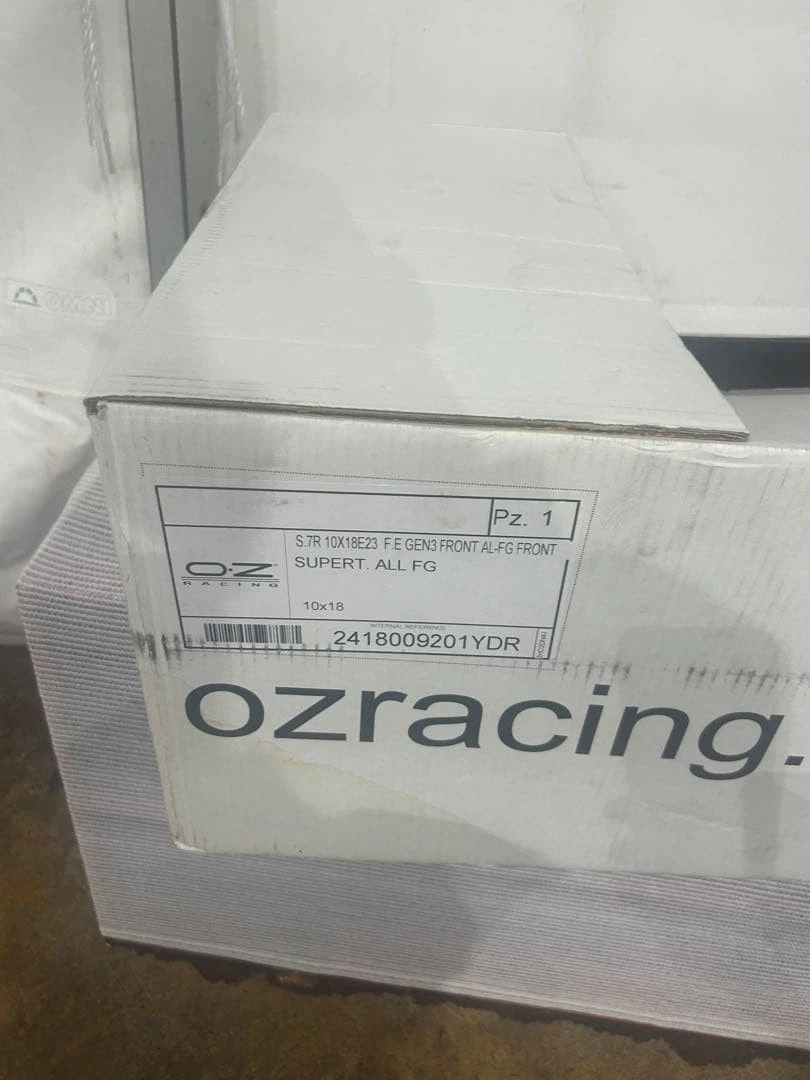 OMNI
Pz. 1
S.7R 10X18E23 F.E GEN3 FRONT AL-FG FRONT
SUPERT. ALL FG
O·Z
RACING
10x18
INTERNAL REFERENCE
2418009201YDR
ozracing.